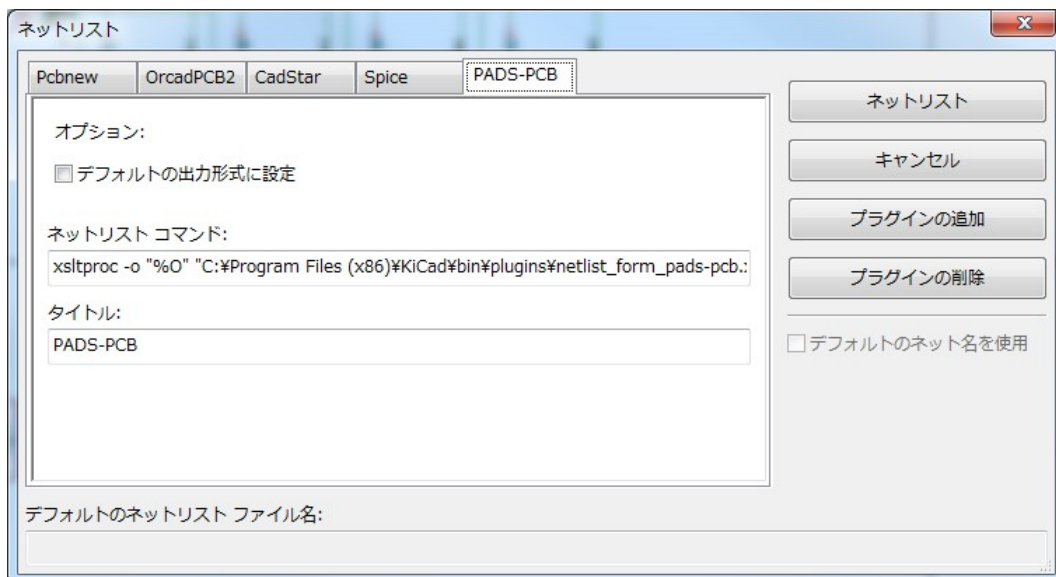 ネットリスト
Pcbnew
OrcadPCB2
CadStar
Spice
PADS-PCB
オプション:
デフォルトの出力形式に設定
ネットリスト コマンド:
xsltproc -o "%O" "C:¥Program Files (x86)¥KiCad¥bin¥plugins¥netlist_form_pads-pcb.:
タイトル:
PADS-PCB
ネットリスト
キャンセル
プラグインの追加
プラグインの削除
デフォルトのネット名を使用
デフォルトのネットリスト ファイル名: